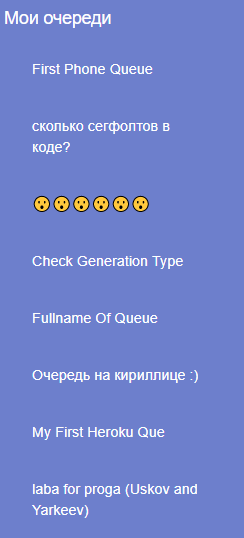 Мои очереди
First Phone Queue
сколько сегфолтов в
коде?
😮😮😮😮😮😮
Check Generation Type
Fullname Of Queue
Очередь на кириллице :)
My First Heroku Que
laba for proga (Uskov and
Yarkeev)